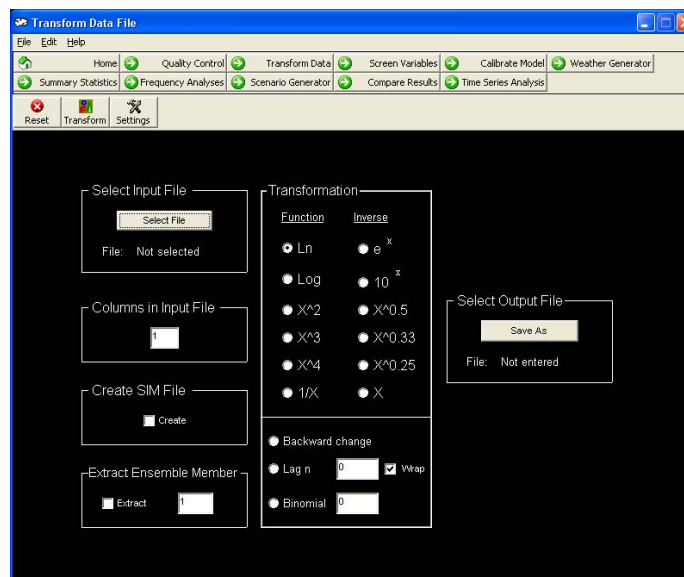 Transform Data File
File Edit Help
Home Quality Control Transform Data Screen Variables Calibrate Model Weather Generator
Summary Statistics Frequency Analyses Scenario Generator Compare Results Time Series Analysis
Reset Transform Settings
Select Input File
Select File
File: Not selected
Columns in Input File
1
Create SIM File
Create
Extract Ensemble Member
Extract 1
Transformation
Function Inverse
Ln e x
Log 10 x
X^2 X^0.5
X^3 X^0.33
X^4 X^0.25
1/X X
Backward change
Lag n 0 Wrap
Binomial 0
Select Output File
Save As
File: Not entered